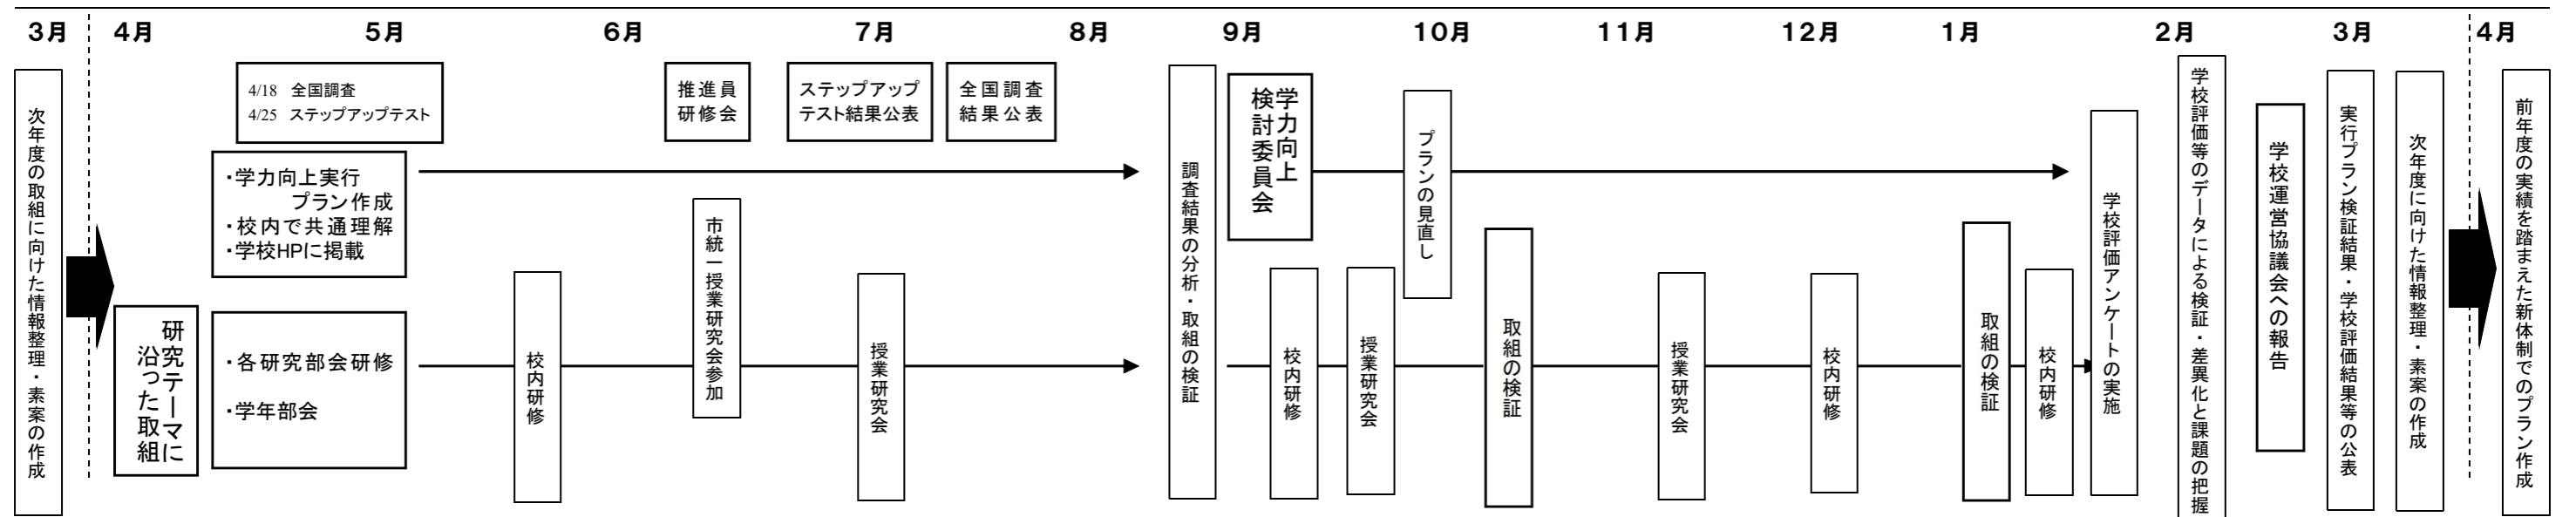 3月 4月 5月 6月 7月 8月 9月 10月 11月 12月 1月 2月 3月 4月
次年度の取組に向けた情報整理・素案の作成
4/18 全国調査
4/25 ステップアップテスト
・学力向上実行
プラン作成
・校内で共通理解
・学校HPに掲載
研究テーマに
沿った取組
・各研究部会研修
・学年部会
校内研修
推進員
研修会
市統一授業研究会参加
ステップアップ
テスト結果公表
授業研究会
全国調査
結果公表
調査結果の分析・取組の検証
学力向上
検討委員会
校内研修
授業研究会
プランの見直し
取組の検証
授業研究会
校内研修
取組の検証
校内研修
学校評価アンケートの実施
学校評価等のデータによる検証・差異化と課題の把握
学校運営協議会への報告
実行プラン検証結果・学校評価結果等の公表
次年度に向けた情報整理・素案の作成
前年度の実績を踏まえた新体制でのプラン作成